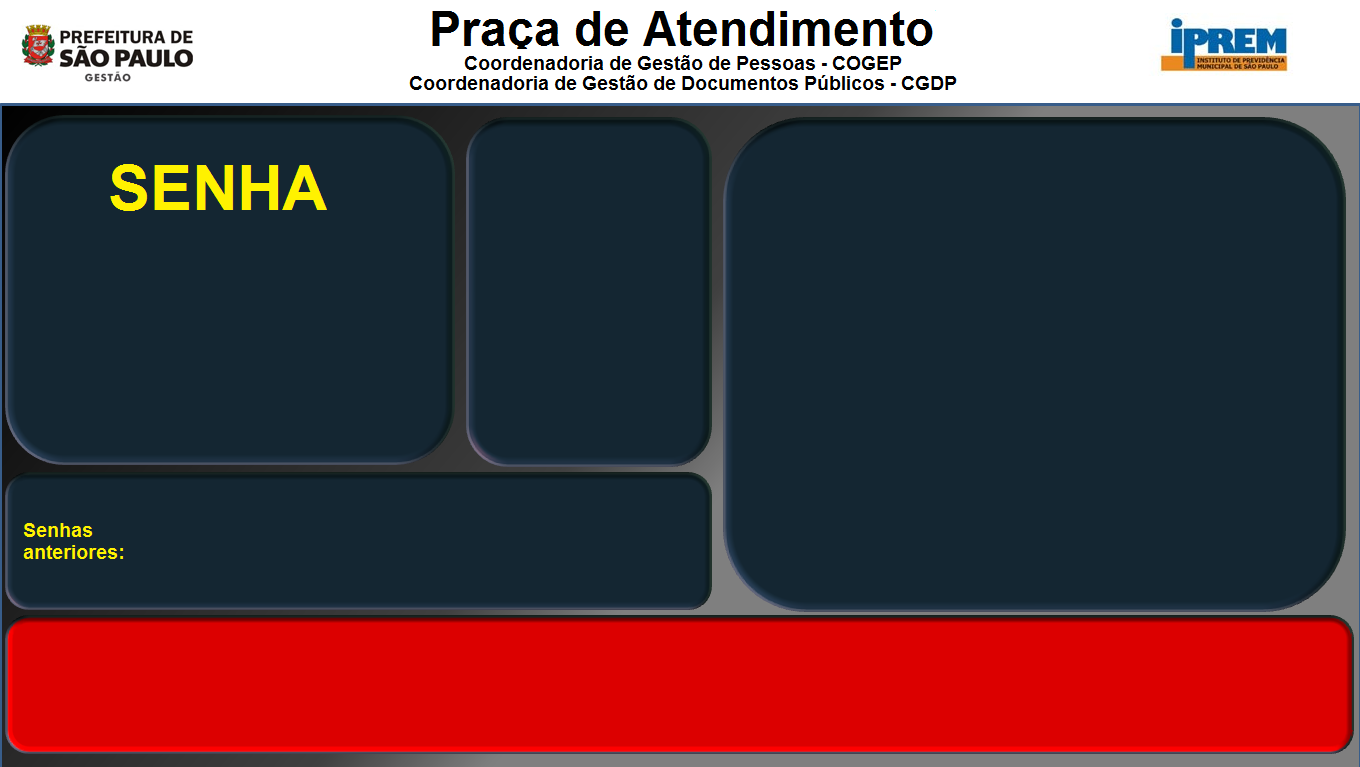 PREFEITURA DE
SÃO PAULO
GESTÃO
Praça de Atendimento
Coordenadoria de Gestão de Pessoas - COGEP
Coordenadoria de Gestão de Documentos Públicos - CGDP
iPREM
INSTITUTO DE PREVIDÊNCIA
MUNICIPAL DE SÃO PAULO
SENHA
Senhas
anteriores: